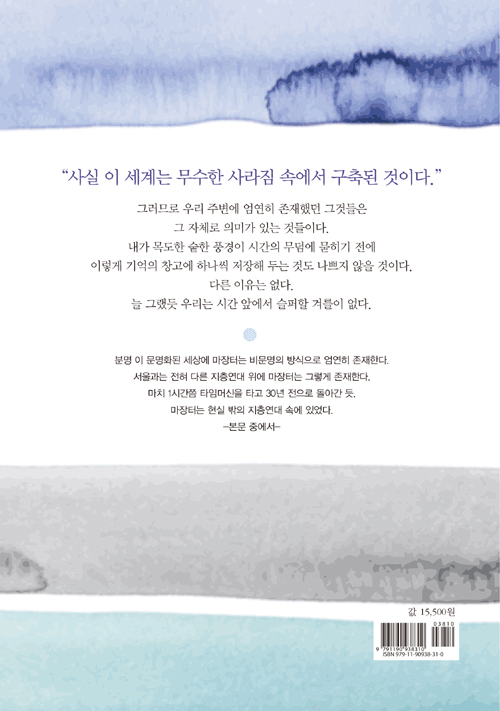 “사실 이 세계는 무수한 사라짐 속에서 구축된 것이다.”
그러므로 우리 주변에 엄연히 존재했던 그것들은
그 자체로 의미가 있는 것들이다.
내가 목도한 숱한 풍경이 시간의 무덤에 묻히기 전에
이렇게 기억의 창고에 하나씩 저장해 두는 것도 나쁘지 않을 것이다.
다른 이유는 없다.
늘 그랬듯 우리는 시간 앞에서 슬퍼할 겨를이 없다.
분명 이 문명화된 세상에 마장터는 비문명의 방식으로 엄연히 존재한다.
서울과는 전혀 다른 지층연대 위에 마장터는 그렇게 존재한다.
마치 1시간쯤 타임머신을 타고 30년 전으로 돌아간 듯.
마장터는 현실 밖의 지층연대 속에 있었다.
–본문 중에서–
값 15,500원
03810
9 791190 938310
ISBN 979-11-90938-31-0